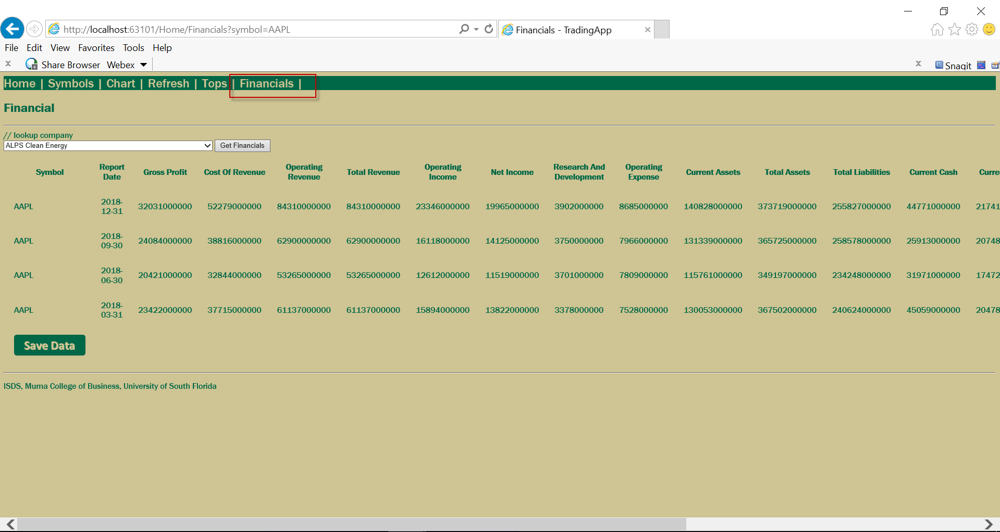 http://localhost:63101/Home/Financials?symbol=AAPL
Financials - TradingApp
File Edit View Favorites Tools Help
Share Browser Webex
Snagit
Home | Symbols | Chart | Refresh | Tops | Financials |
Financial
// lookup company
ALPS Clean Energy
Get Financials
Symbol Report Date Gross Profit Cost Of Revenue Operating Revenue Total Revenue Operating Income Net Income Research And Development Operating Expense Current Assets Total Assets Total Liabilities Current Cash Curre
AAPL 2018-12-31 32031000000 52279000000 84310000000 84310000000 23346000000 19965000000 3902000000 8685000000 140828000000 373719000000 255827000000 44771000000 21741
AAPL 2018-09-30 24084000000 38816000000 62900000000 62900000000 16118000000 14125000000 3750000000 7966000000 131339000000 365725000000 258578000000 25913000000 20748
AAPL 2018-06-30 20421000000 32844000000 53265000000 53265000000 12612000000 11519000000 3701000000 7809000000 115761000000 349197000000 234248000000 31971000000 17472
AAPL 2018-03-31 23422000000 37715000000 61137000000 61137000000 15894000000 13822000000 3378000000 7528000000 130053000000 367502000000 240624000000 45059000000 20478
Save Data
ISDS, Muma College of Business, University of South Florida